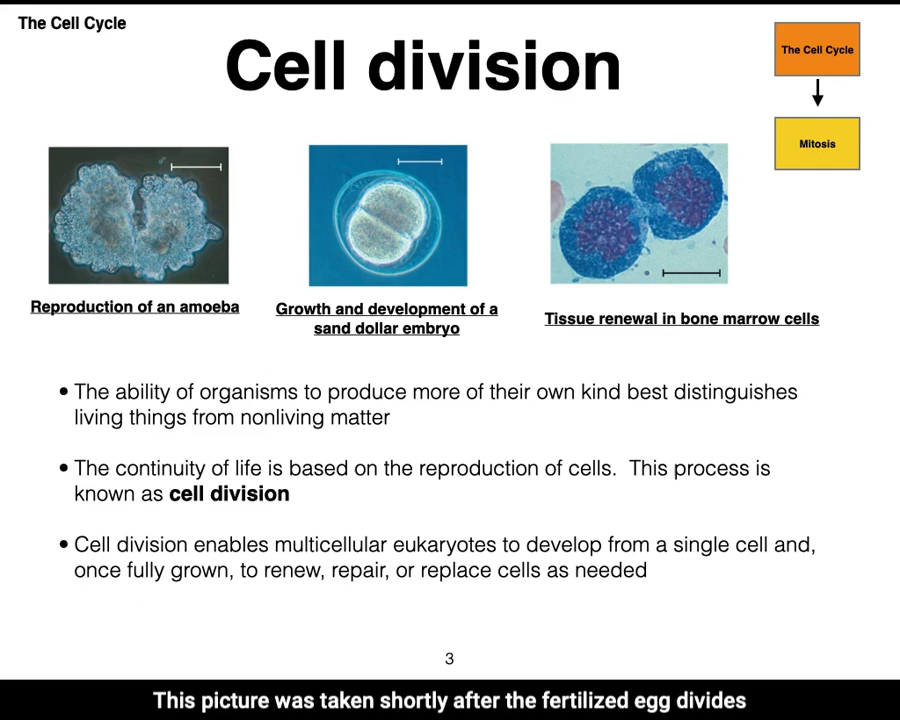 The Cell Cycle
Cell division
The Cell Cycle
Mitosis
Reproduction of an amoeba
Growth and development of a
sand dollar embryo
Tissue renewal in bone marrow cells
• The ability of organisms to produce more of their own kind best distinguishes
living things from nonliving matter
• The continuity of life is based on the reproduction of cells.  This process is
known as cell division
• Cell division enables multicellular eukaryotes to develop from a single cell and,
once fully grown, to renew, repair, or replace cells as needed
3
This picture was taken shortly after the fertilized egg divides